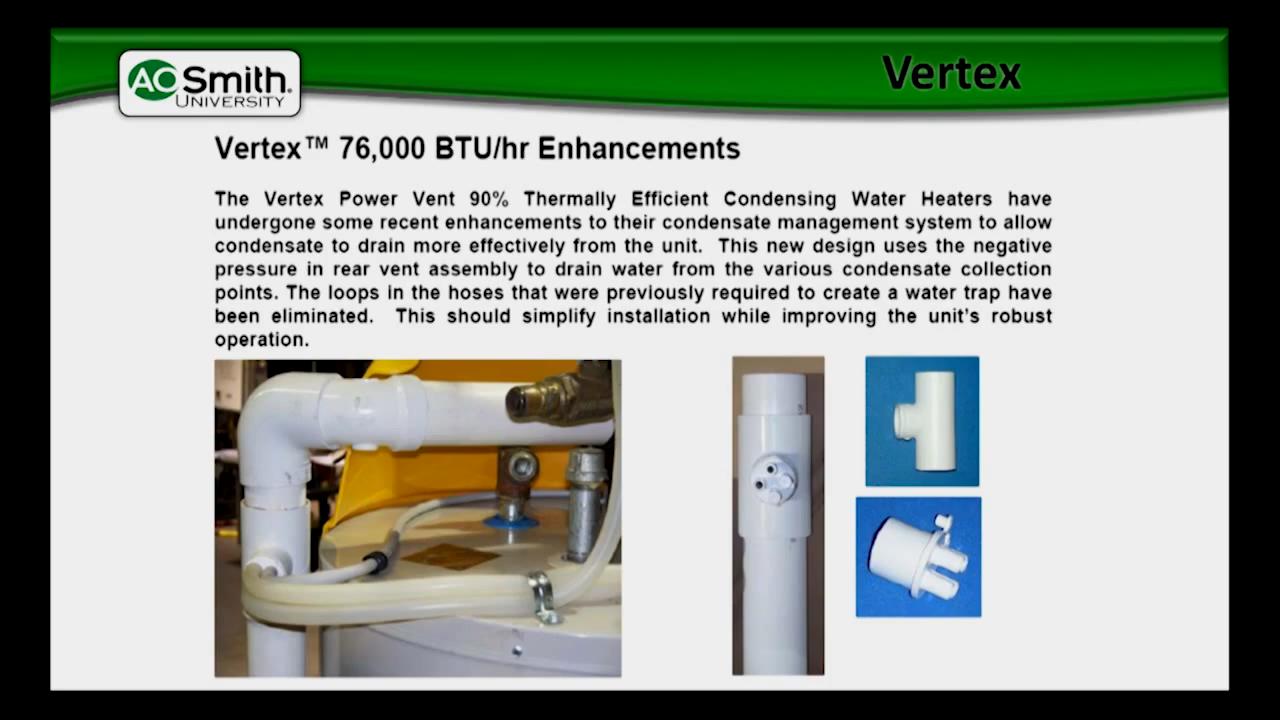 AO Smith.
UNIVERSITY
Vertex
Vertex™ 76,000 BTU/hr Enhancements
The Vertex Power Vent 90% Thermally Efficient Condensing Water Heaters have
undergone some recent enhancements to their condensate management system to allow
condensate to drain more effectively from the unit. This new design uses the negative
pressure in rear vent assembly to drain water from the various condensate collection
points. The loops in the hoses that were previously required to create a water trap have
been eliminated. This should simplify installation while improving the unit's robust
operation.